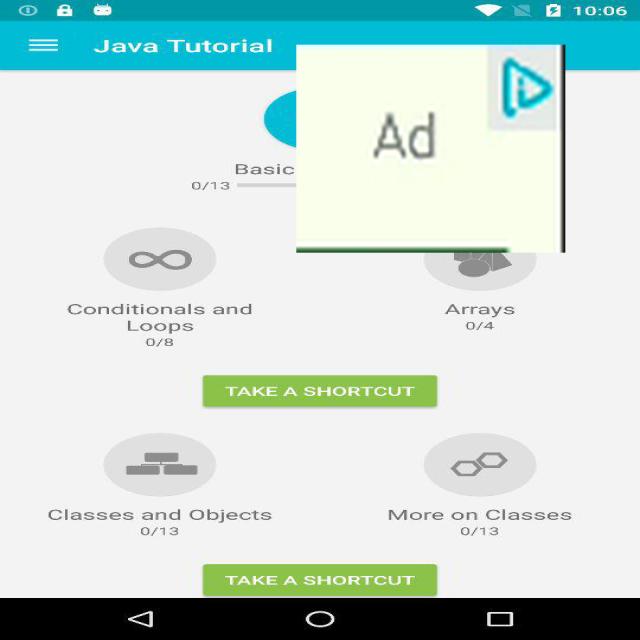 10:06
Java Tutorial
Ad
Basic
0/13
Conditionals and
Loops
0/8
Arrays
0/4
TAKE A SHORTCUT
Classes and Objects
0/13
More on Classes
0/13
TAKE A SHORTCUT